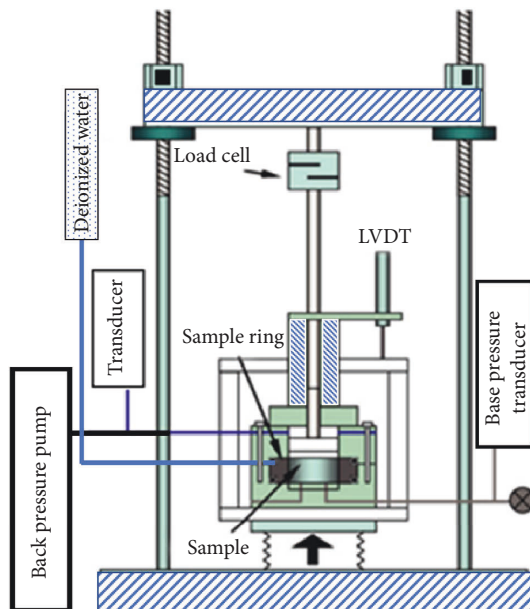 Deionized water
Load cell
LVDT
Transducer
Sample ring
Base pressure
transducer
Back pressure pump
Sample